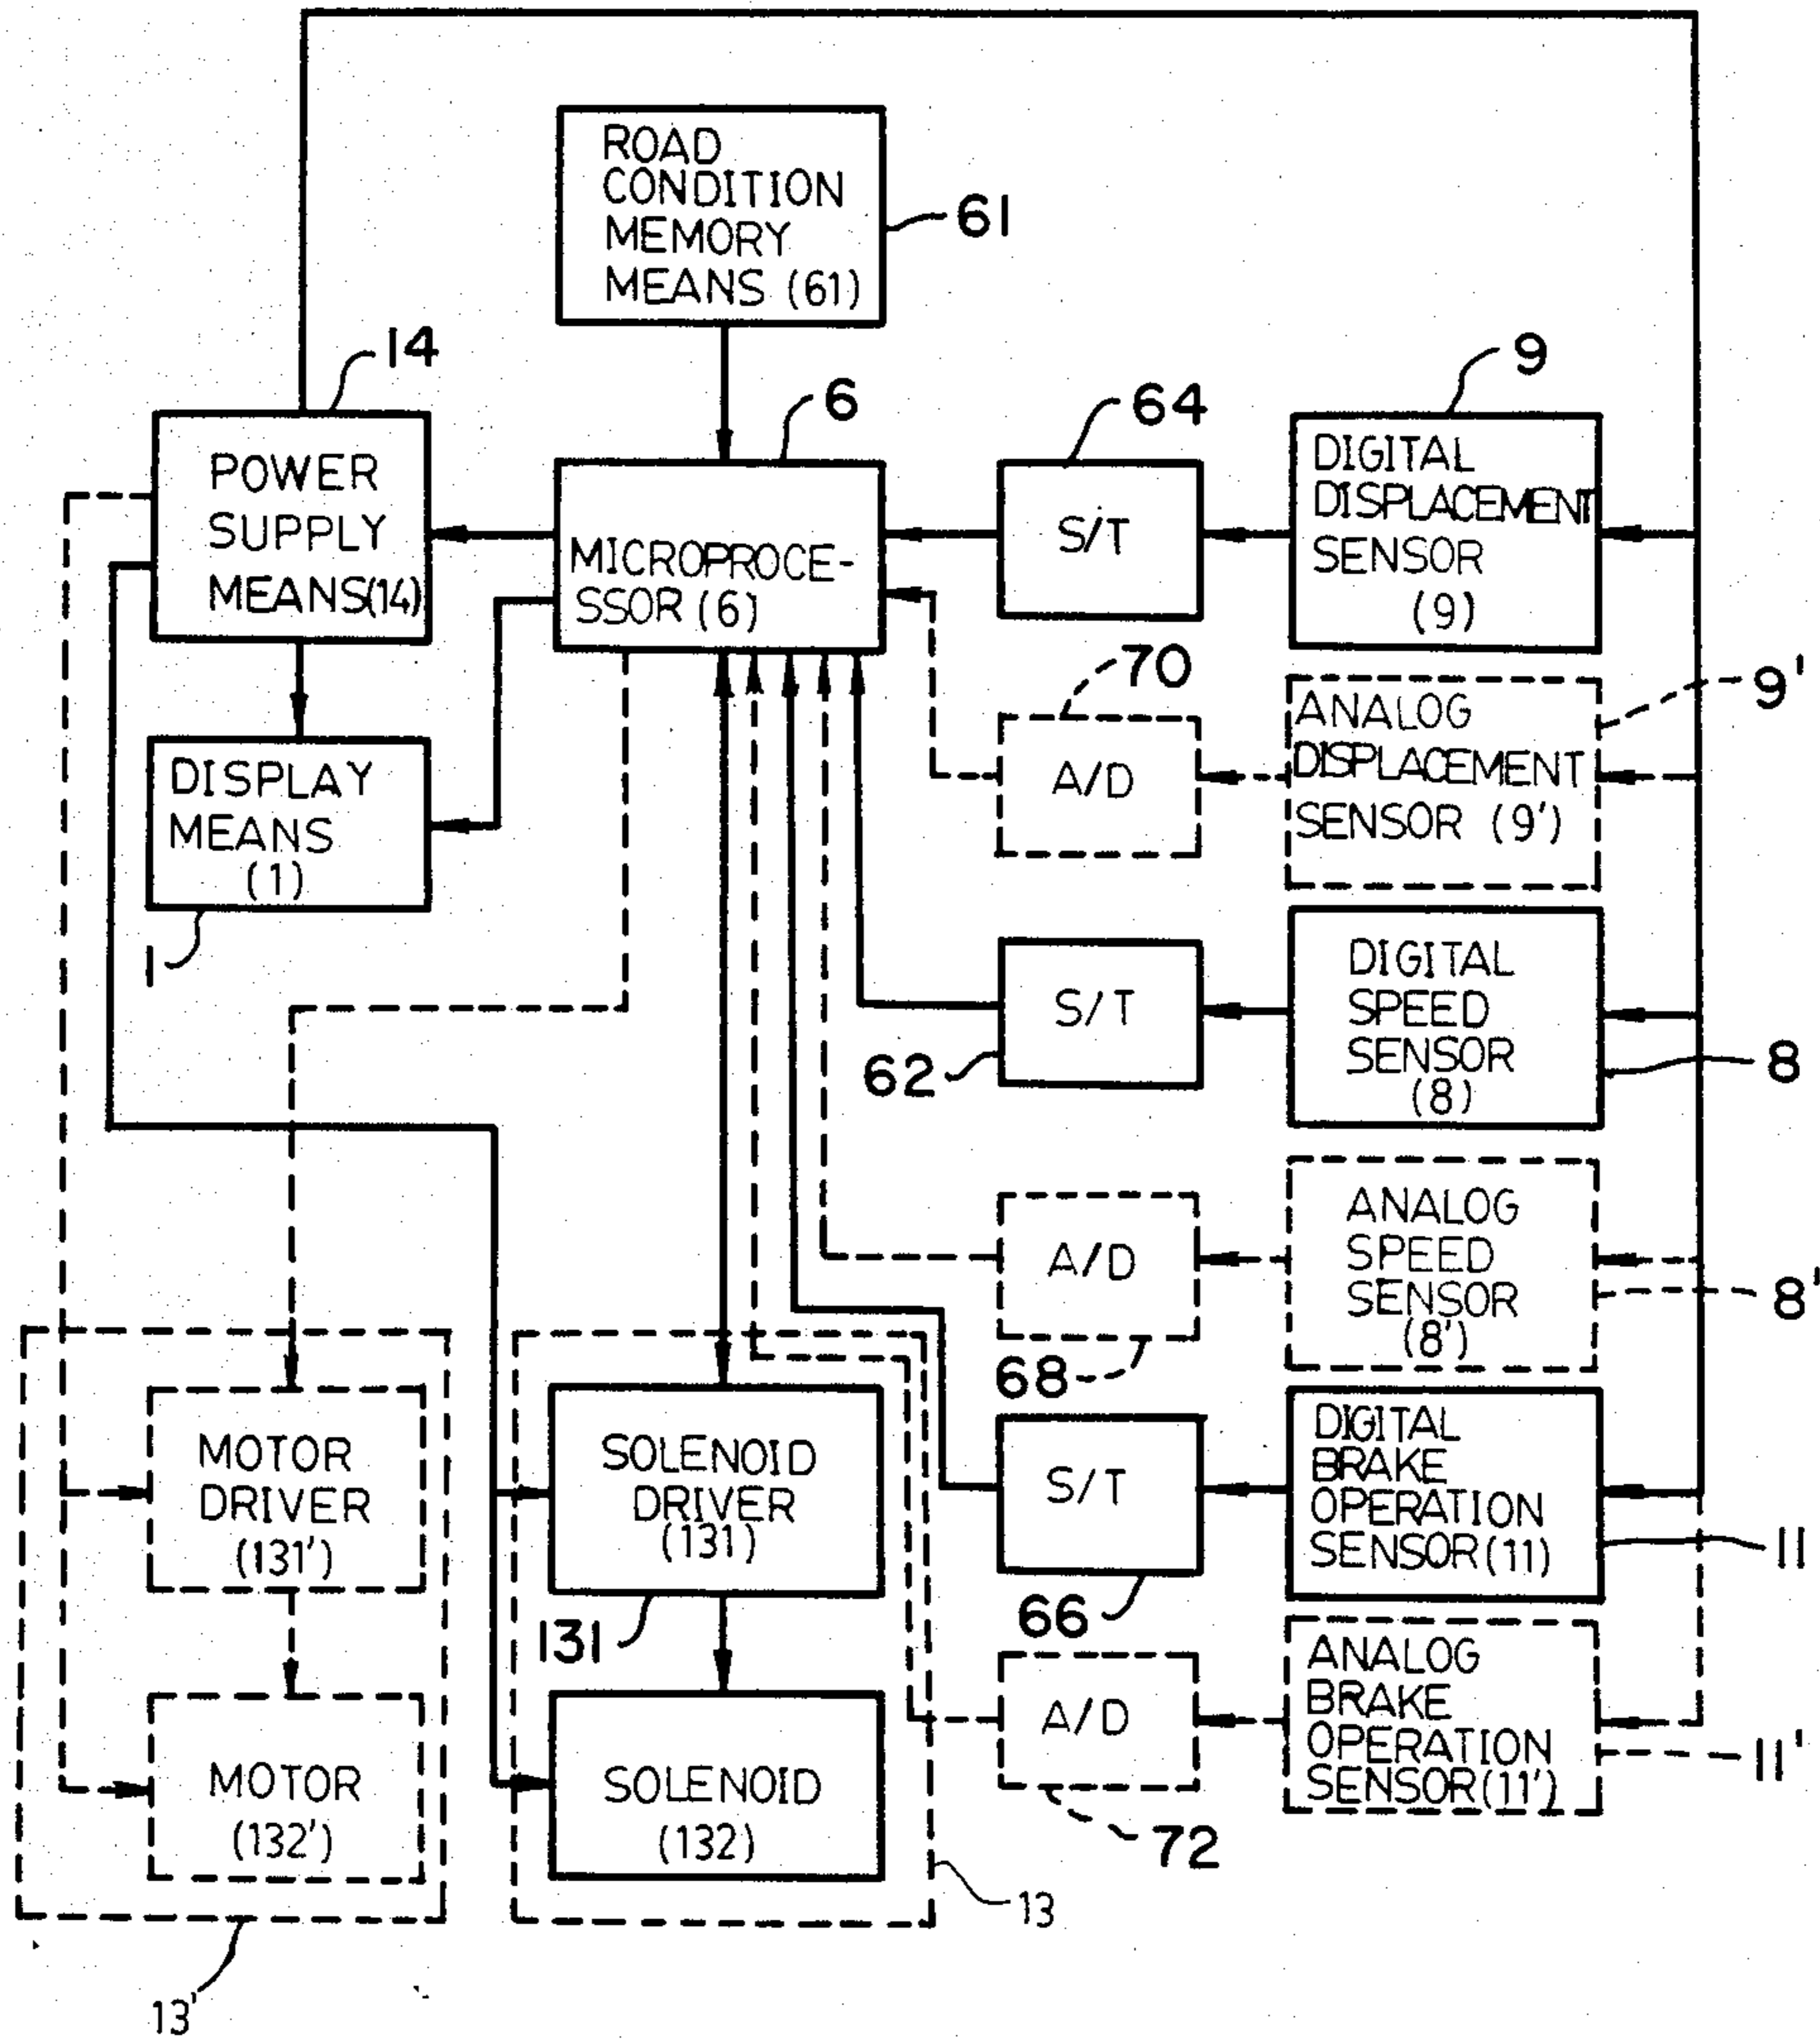 ROAD
CONDITION
MEMORY
MEANS (61)
61
14
POWER
SUPPLY
MEANS(14)
6
MICROPROCE-
SSOR (6)
64
S/T
9
DIGITAL
DISPLACEMENT
SENSOR
(9)
70
A/D
ANALOG
DISPLACEMENT
SENSOR (9')
9'
DISPLAY
MEANS
(1)
1
S/T
62
DIGITAL
SPEED
SENSOR
(8)
8
A/D
68
ANALOG
SPEED
SENSOR
(8')
8'
MOTOR
DRIVER
(131')
SOLENOID
DRIVER
(131)
131
S/T
66
DIGITAL
BRAKE
OPERATION
SENSOR(11)
11
MOTOR
(132')
SOLENOID
(132)
A/D
72
ANALOG
BRAKE
OPERATION
SENSOR(11')
11'
13
13'